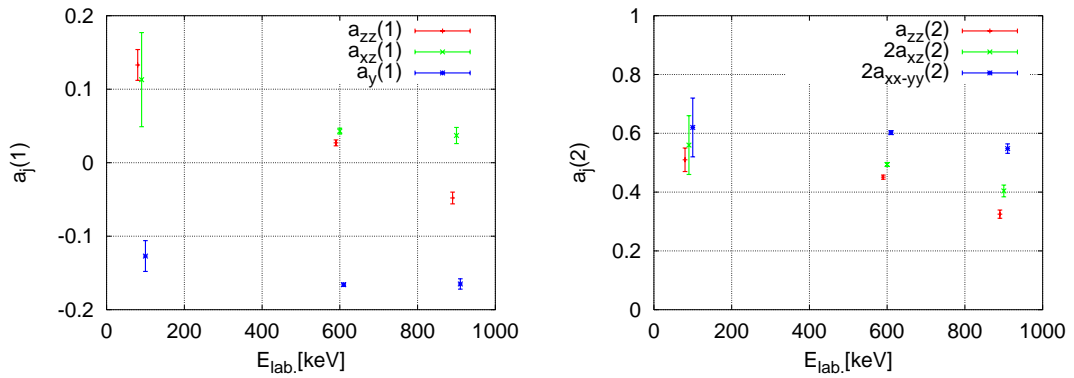 0.2
0.1
0
-0.1
-0.2
a_j(1)
a_zz(1)
a_xz(1)
a_y(1)
0 200 400 600 800 1000
E_lab.[keV]
1
0.8
0.6
0.4
0.2
0
a_j(2)
a_zz(2)
2a_xz(2)
2a_xx-yy(2)
0 200 400 600 800 1000
E_lab.[keV]